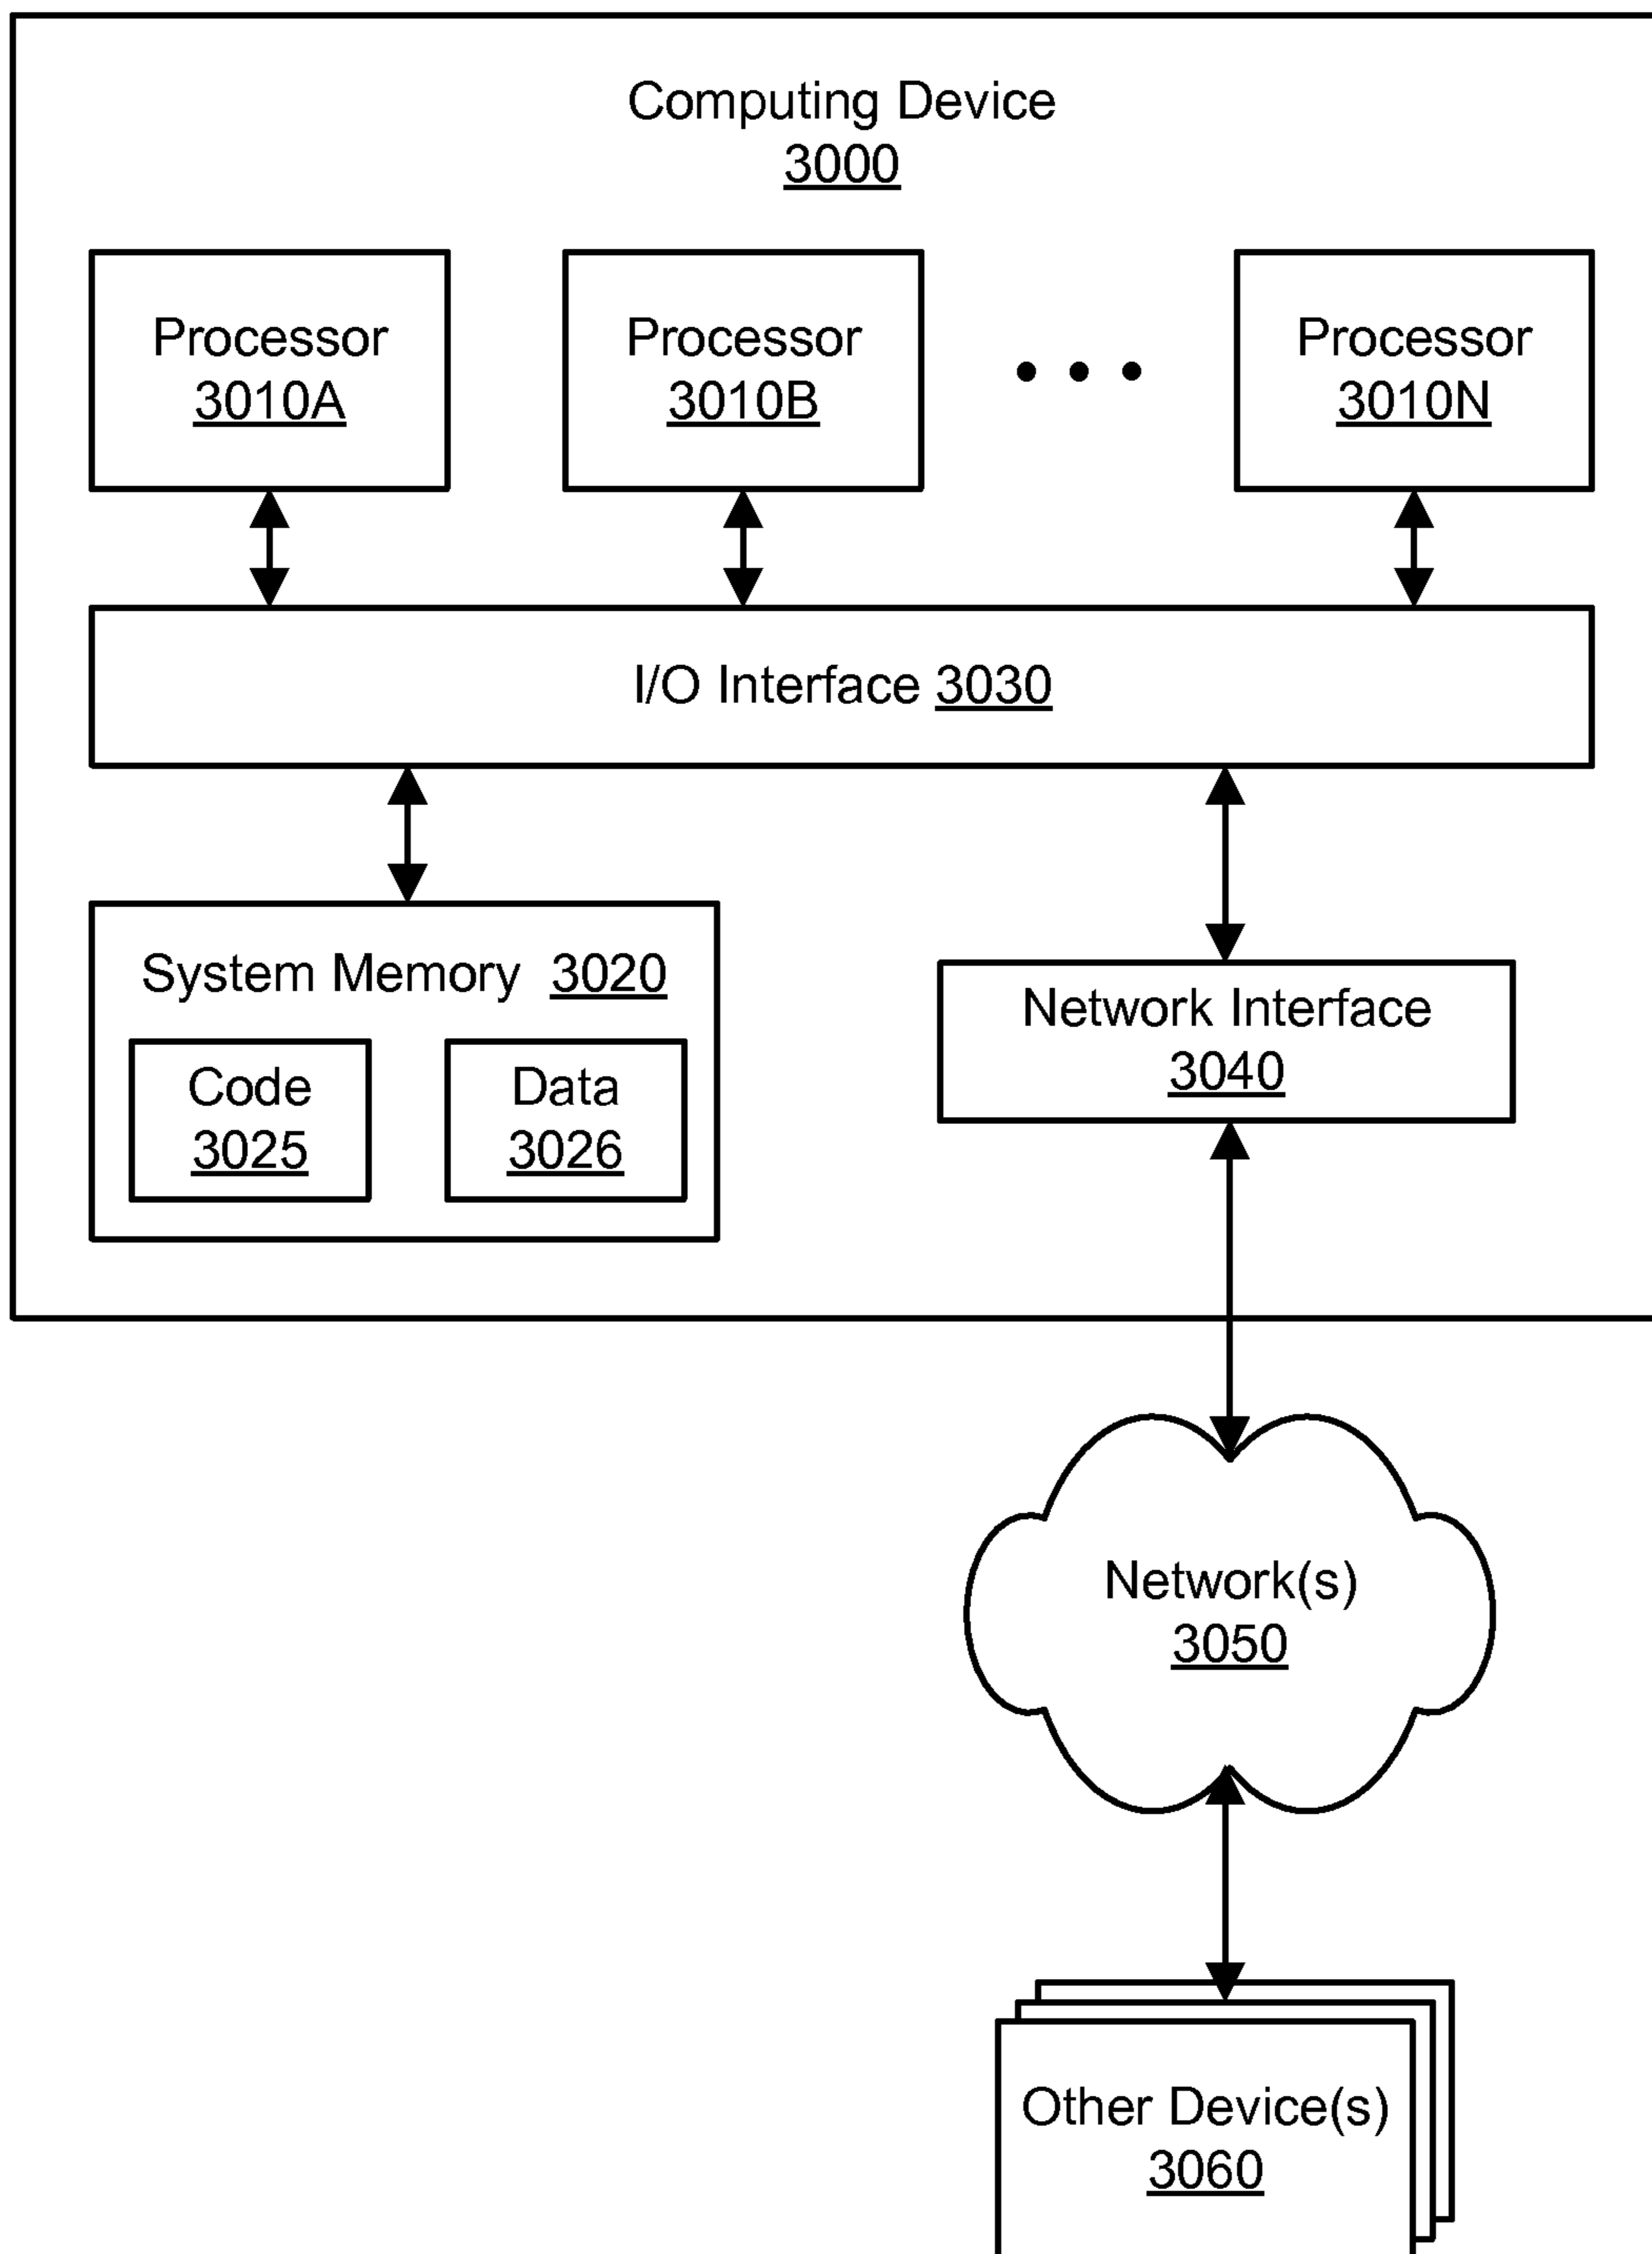 Computing Device
3000
Processor
3010A
Processor
3010B
Processor
3010N
I/O Interface 3030
System Memory 3020
Code
3025
Data
3026
Network Interface
3040
Network(s)
3050
Other Device(s)
3060